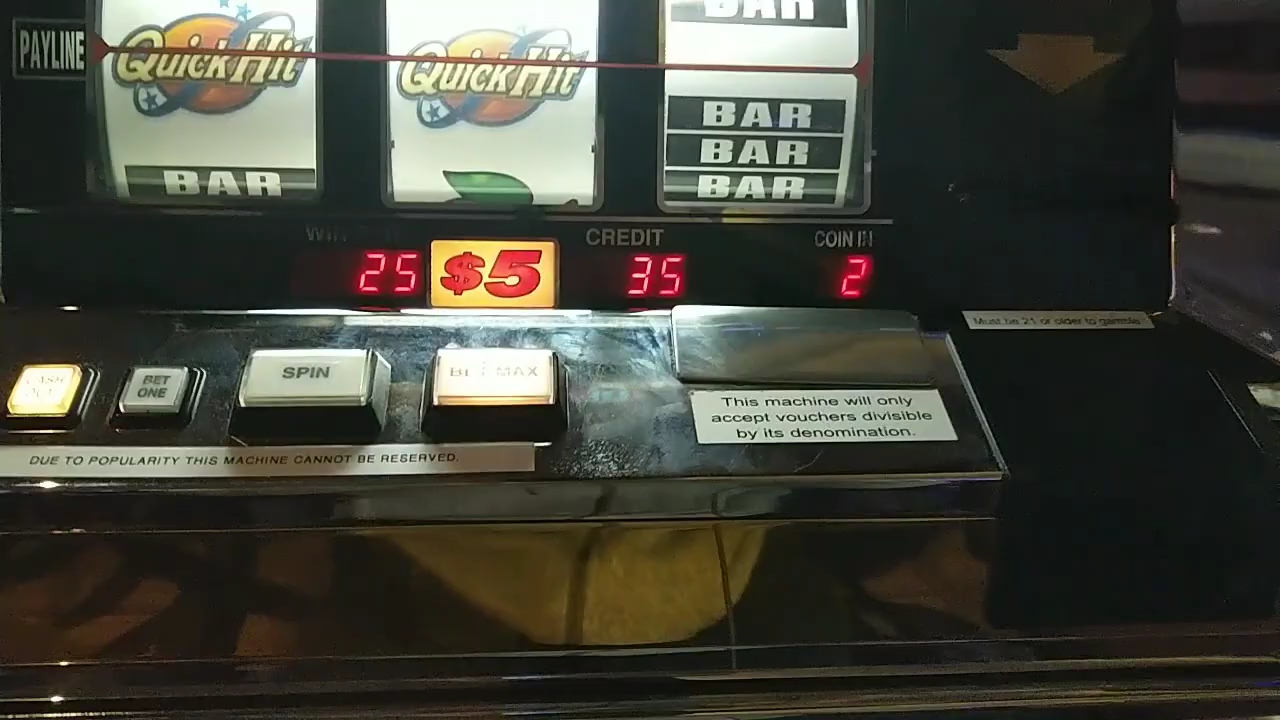 PAYLINE
Quick Hit
Quick Hit
BAR
BAR
BAR
BAR
BAR
CREDIT
COIN IN
25
$5
35
2
Must be 21 or older to gamble
CASH OUT
BET ONE
SPIN
BET MAX
This machine will only
accept vouchers divisible
by its denomination.
DUE TO POPULARITY THIS MACHINE CANNOT BE RESERVED.